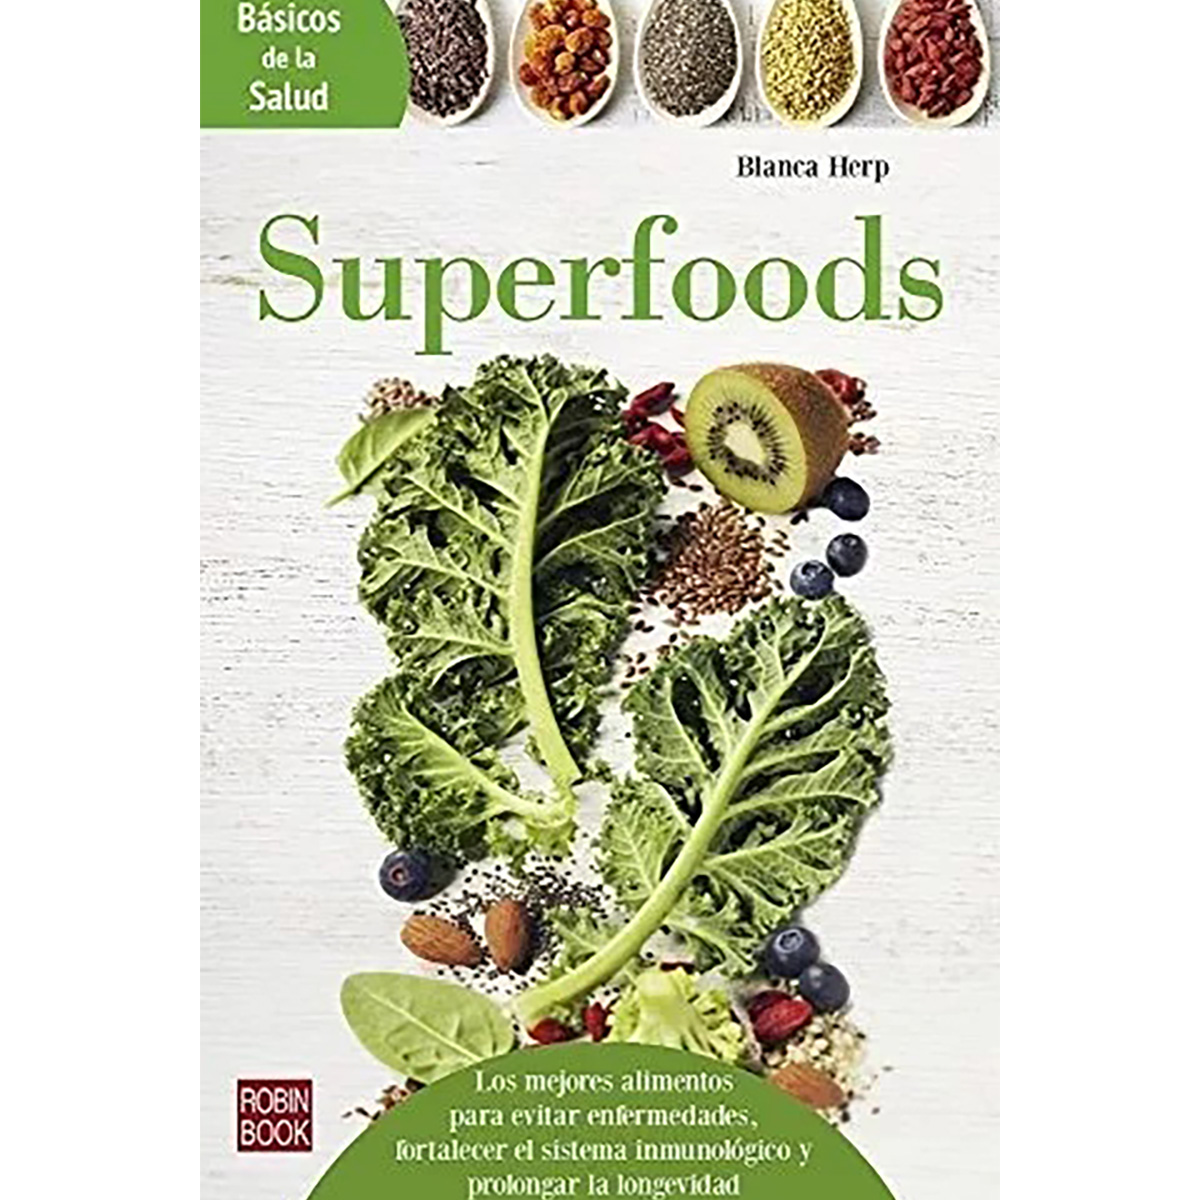 Básicos
de la
Salud
Blanca Herp
Superfoods
Los mejores alimentos
para evitar enfermedades,
fortalecer el sistema inmunológico y
prolongar la longevidad
ROBIN
BOOK